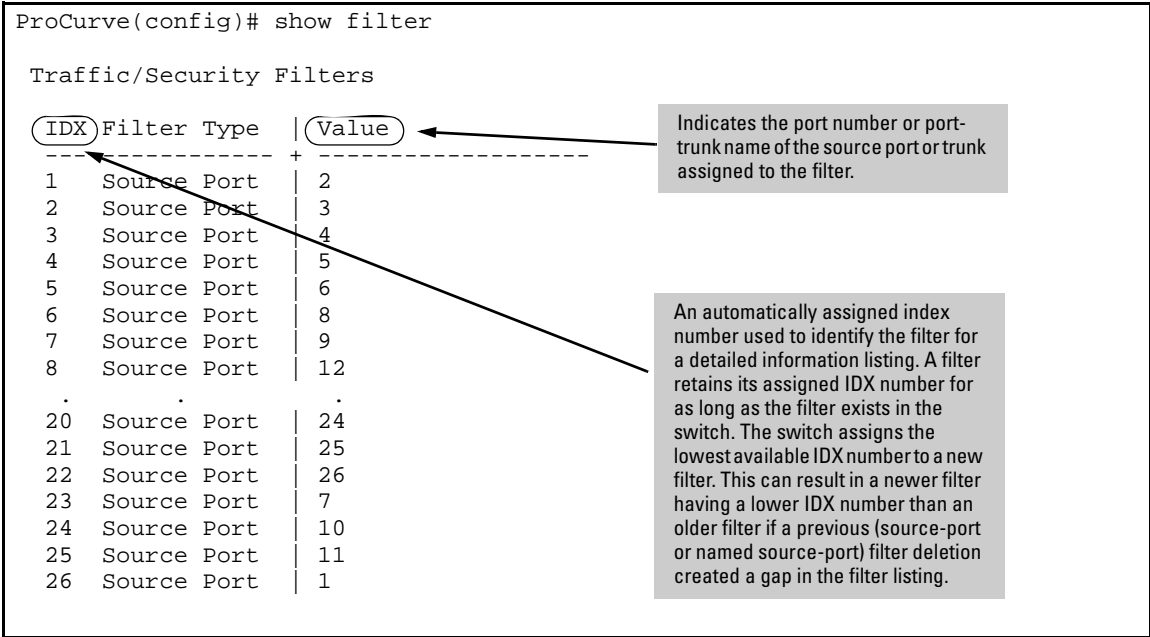 ProCurve(config)# show filter
Traffic/Security Filters
IDX Filter Type | Value
--- ------------ + -------------------
1 Source Port | 2
2 Source Port | 3
3 Source Port | 4
4 Source Port | 5
5 Source Port | 6
6 Source Port | 8
7 Source Port | 9
8 Source Port | 12
. . .
20 Source Port | 24
21 Source Port | 25
22 Source Port | 26
23 Source Port | 7
24 Source Port | 10
25 Source Port | 11
26 Source Port | 1
Indicates the port number or port-
trunk name of the source port or trunk
assigned to the filter.
An automatically assigned index
number used to identify the filter for
a detailed information listing. A filter
retains its assigned IDX number for
as long as the filter exists in the
switch. The switch assigns the
lowest available IDX number to a new
filter. This can result in a newer filter
having a lower IDX number than an
older filter if a previous (source-port
or named source-port) filter deletion
created a gap in the filter listing.